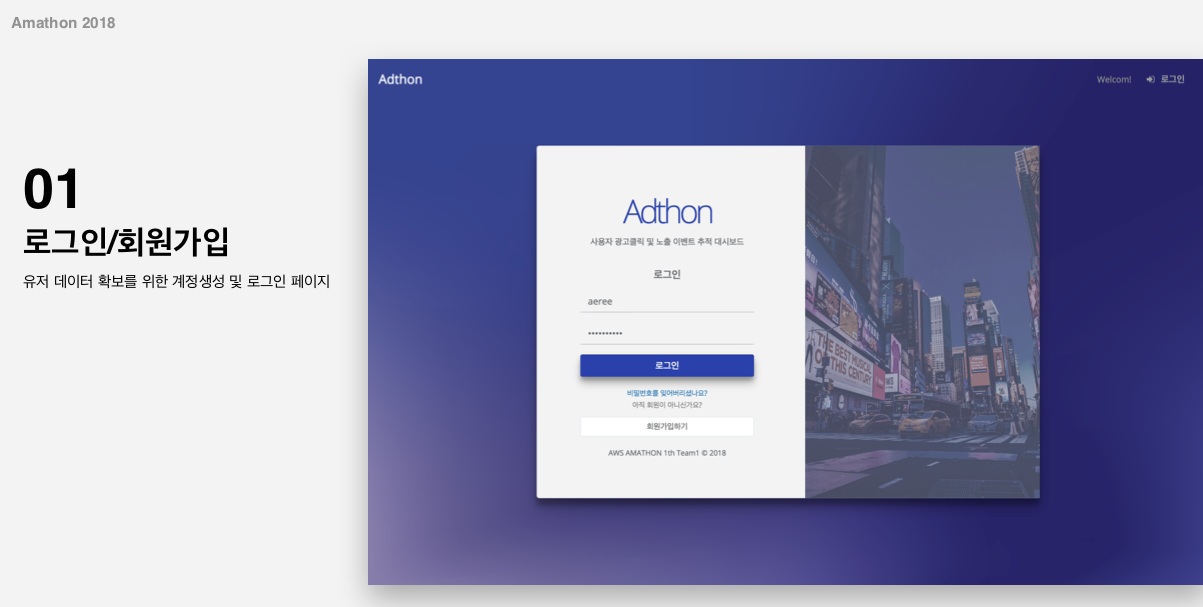 Amathon 2018
01
로그인/회원가입
유저 데이터 확보를 위한 계정생성 및 로그인 페이지
Adthon
Welcom!
로그인
Adthon
사용자 광고클릭 및 노출 이벤트 추적 대시보드
로그인
aeree
••••••••••
로그인
비밀번호를 잊어버리셨나요?
아직 회원이 아니신가요?
회원가입하기
AWS AMATHON 1th Team1 © 2018
THE BEST MUSICAL
OF THIS CENTURY